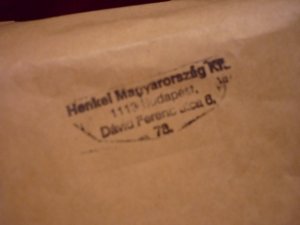 Henkel Magyarország Kft.
1113 Budapest,
Dávid Ferenc utca 6.
78.